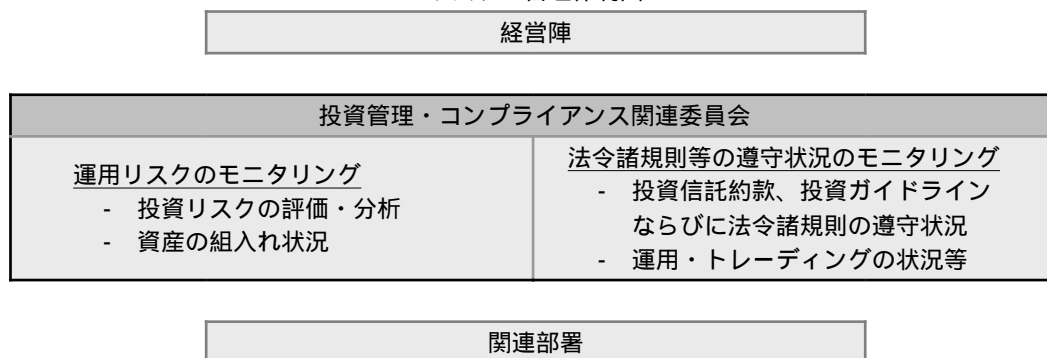 経営陣
投資管理・コンプライアンス関連委員会
運用リスクのモニタリング
- 投資リスクの評価・分析
- 資産の組入れ状況
法令諸規則等の遵守状況のモニタリング
- 投資信託約款、投資ガイドライン
ならびに法令諸規則の遵守状況
- 運用・トレーディングの状況等
関連部署